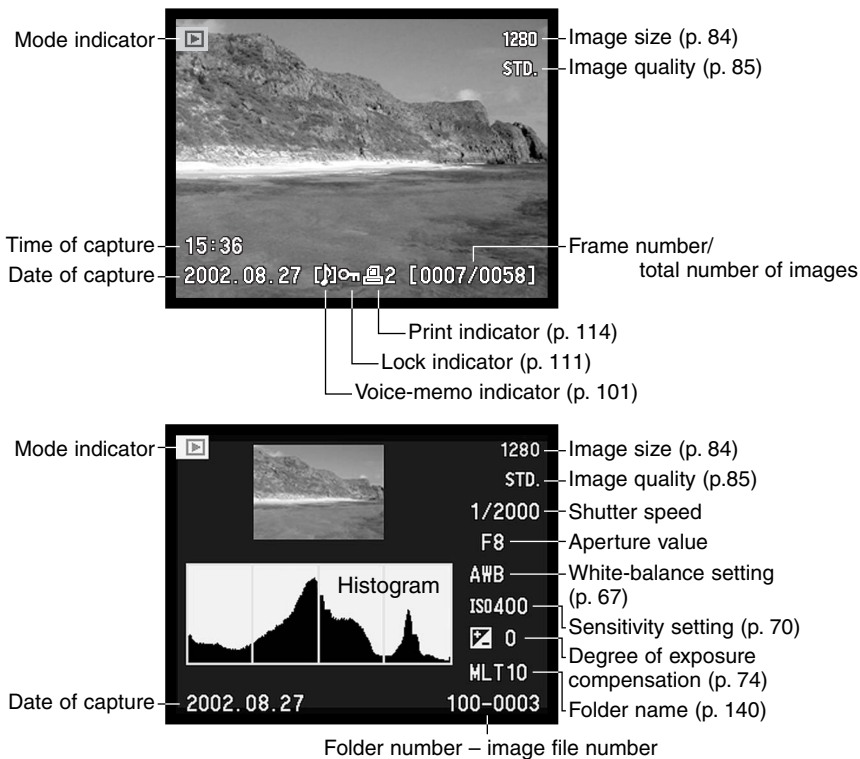 Mode indicator
1280
Image size (p. 84)
STD.
Image quality (p. 85)
Time of capture
15:36
Date of capture
2002.08.27 [♪] 2 [0007/0058]
Frame number/
total number of images
Print indicator (p. 114)
Lock indicator (p. 111)
Voice-memo indicator (p. 101)
Mode indicator
1280
Image size (p. 84)
STD.
Image quality (p.85)
1/2000
Shutter speed
F8
Aperture value
AWB
White-balance setting
(p. 67)
Histogram
ISO400
Sensitivity setting (p. 70)
0
Degree of exposure
compensation (p. 74)
MLT10
Folder name (p. 140)
Date of capture
2002.08.27
100-0003
Folder number – image file number